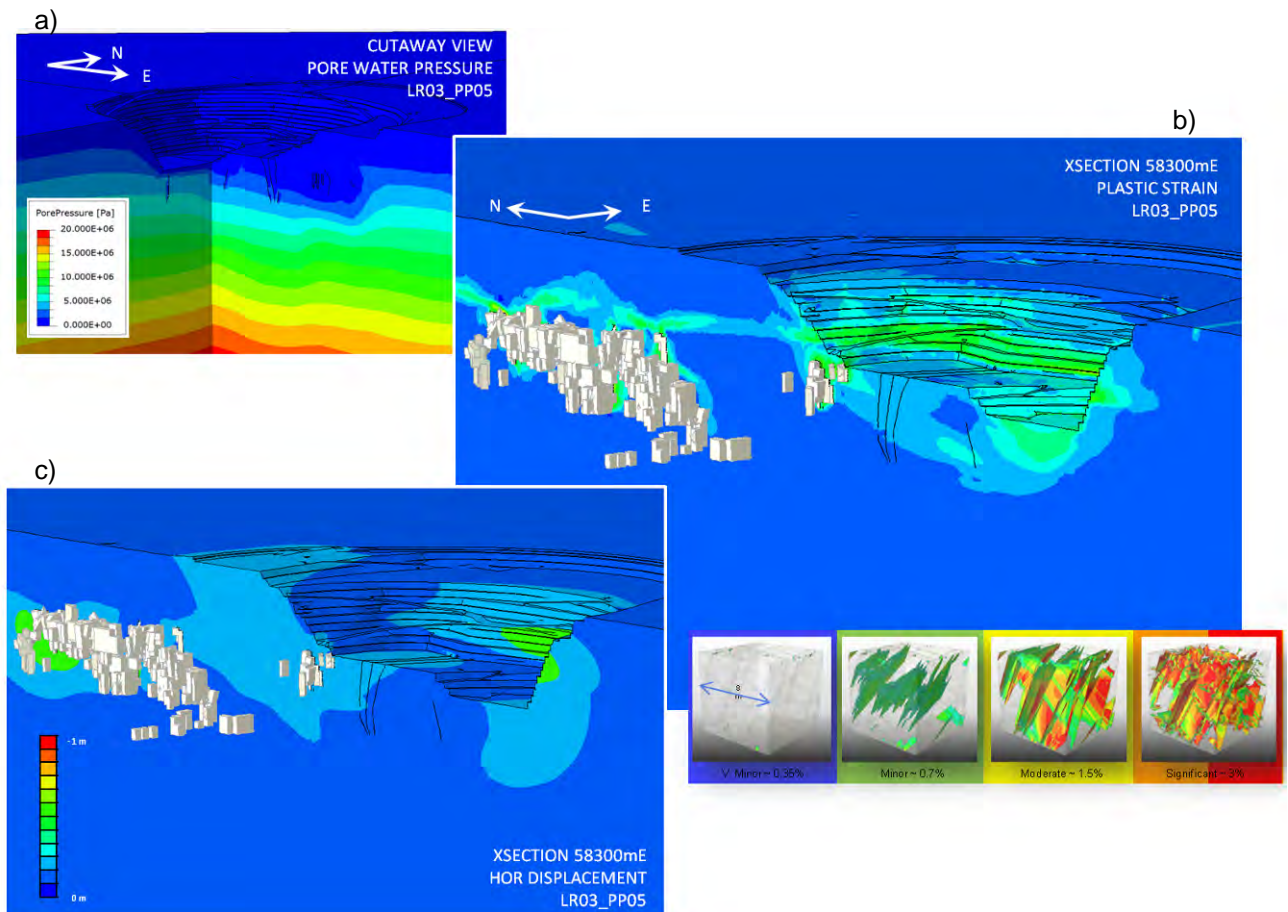 a)
N
E
CUTAWAY VIEW
PORE WATER PRESSURE
LR03_PP05
PorePressure [Pa]
20.000E+06
15.000E+06
10.000E+06
5.000E+06
0.000E+00
b)
XSECTION 58300mE
PLASTIC STRAIN
LR03_PP05
N
E
c)
-1 m
0 m
XSECTION 58300mE
HOR DISPLACEMENT
LR03_PP05
8
m
V. Minor ~ 0.35%
Minor ~ 0.7%
Moderate ~ 1.5%
Significant ~ 3%